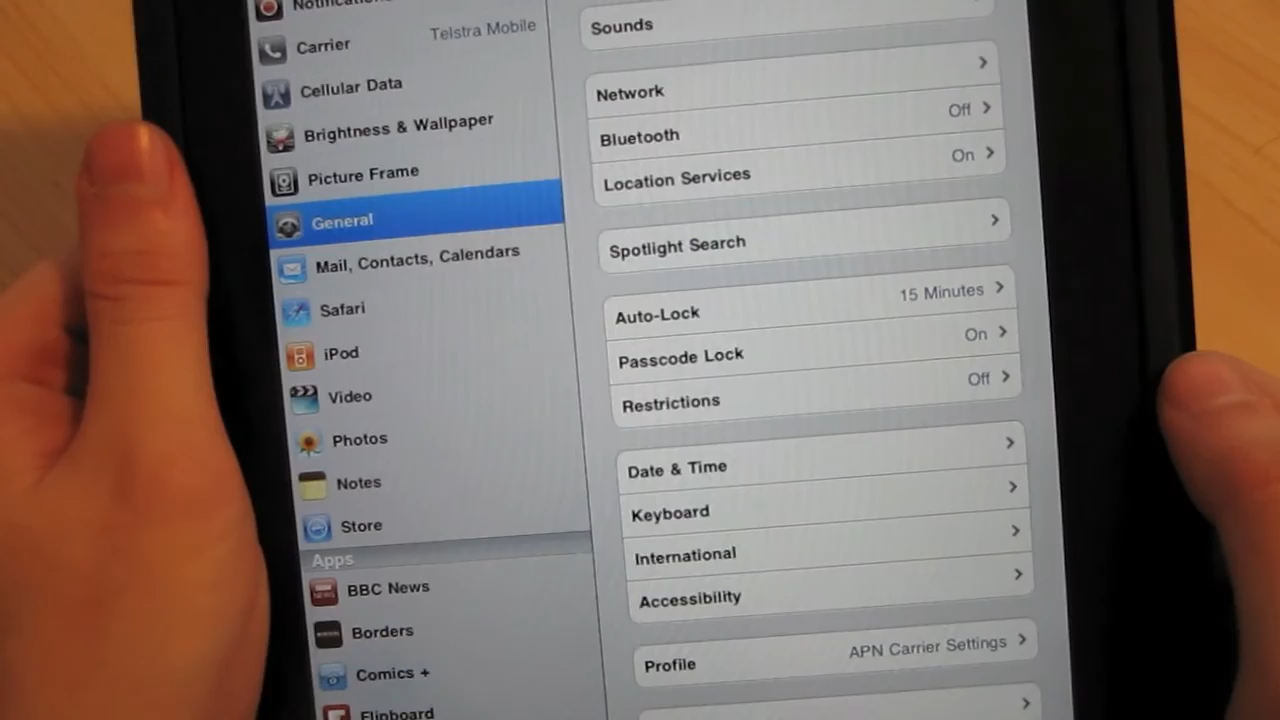 Notifications
Carrier Telstra Mobile
Cellular Data
Brightness & Wallpaper
Picture Frame
General
Mail, Contacts, Calendars
Safari
iPod
Video
Photos
Notes
Store
Apps
BBC News
Borders
Comics +
Flipboard
Sounds
Network
Bluetooth Off
Location Services On
Spotlight Search
Auto-Lock 15 Minutes
Passcode Lock On
Restrictions Off
Date & Time
Keyboard
International
Accessibility
Profile APN Carrier Settings